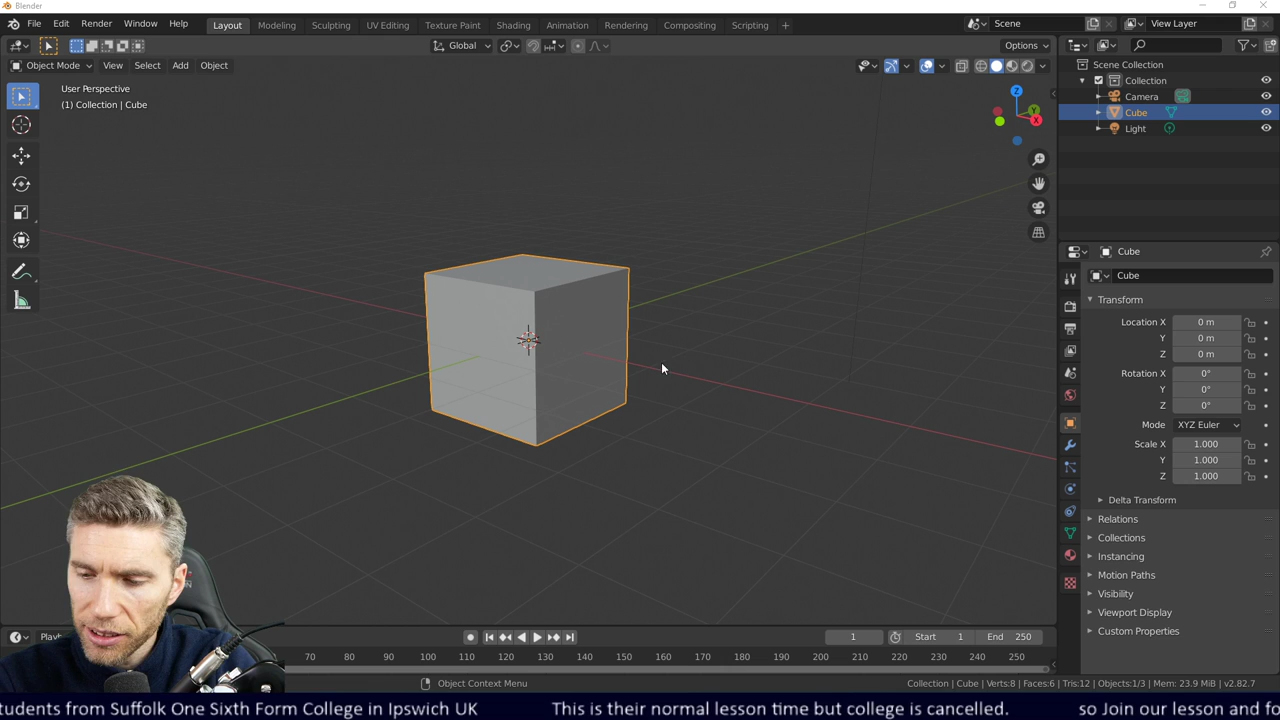 Blender
File Edit Render Window Help Layout Modeling Sculpting UV Editing Texture Paint Shading Animation Rendering Compositing Scripting + Scene View Layer
Global Options
Object Mode View Select Add Object
User Perspective
(1) Collection | Cube
Z
Y
X
Scene Collection
Collection
Camera
Cube
Light
Cube
Cube
Transform
Location X 0 m
Y 0 m
Z 0 m
Rotation X 0°
Y 0°
Z 0°
Mode XYZ Euler
Scale X 1.000
Y 1.000
Z 1.000
Delta Transform
Relations
Collections
Instancing
Motion Paths
Visibility
Viewport Display
Custom Properties
Playb 1 Start 1 End 250
70 80 90 100 110 120 130 140 150 160 170 180 190 200 210 220 230 240 250
Object Context Menu Collection | Cube | Verts:8 | Faces:6 | Tris:12 | Objects:1/3 | Mem: 23.9 MiB | v2.82.7
tudents from Suffolk One Sixth Form College in Ipswich UK This is their normal lesson time but college is cancelled. so Join our lesson and fo